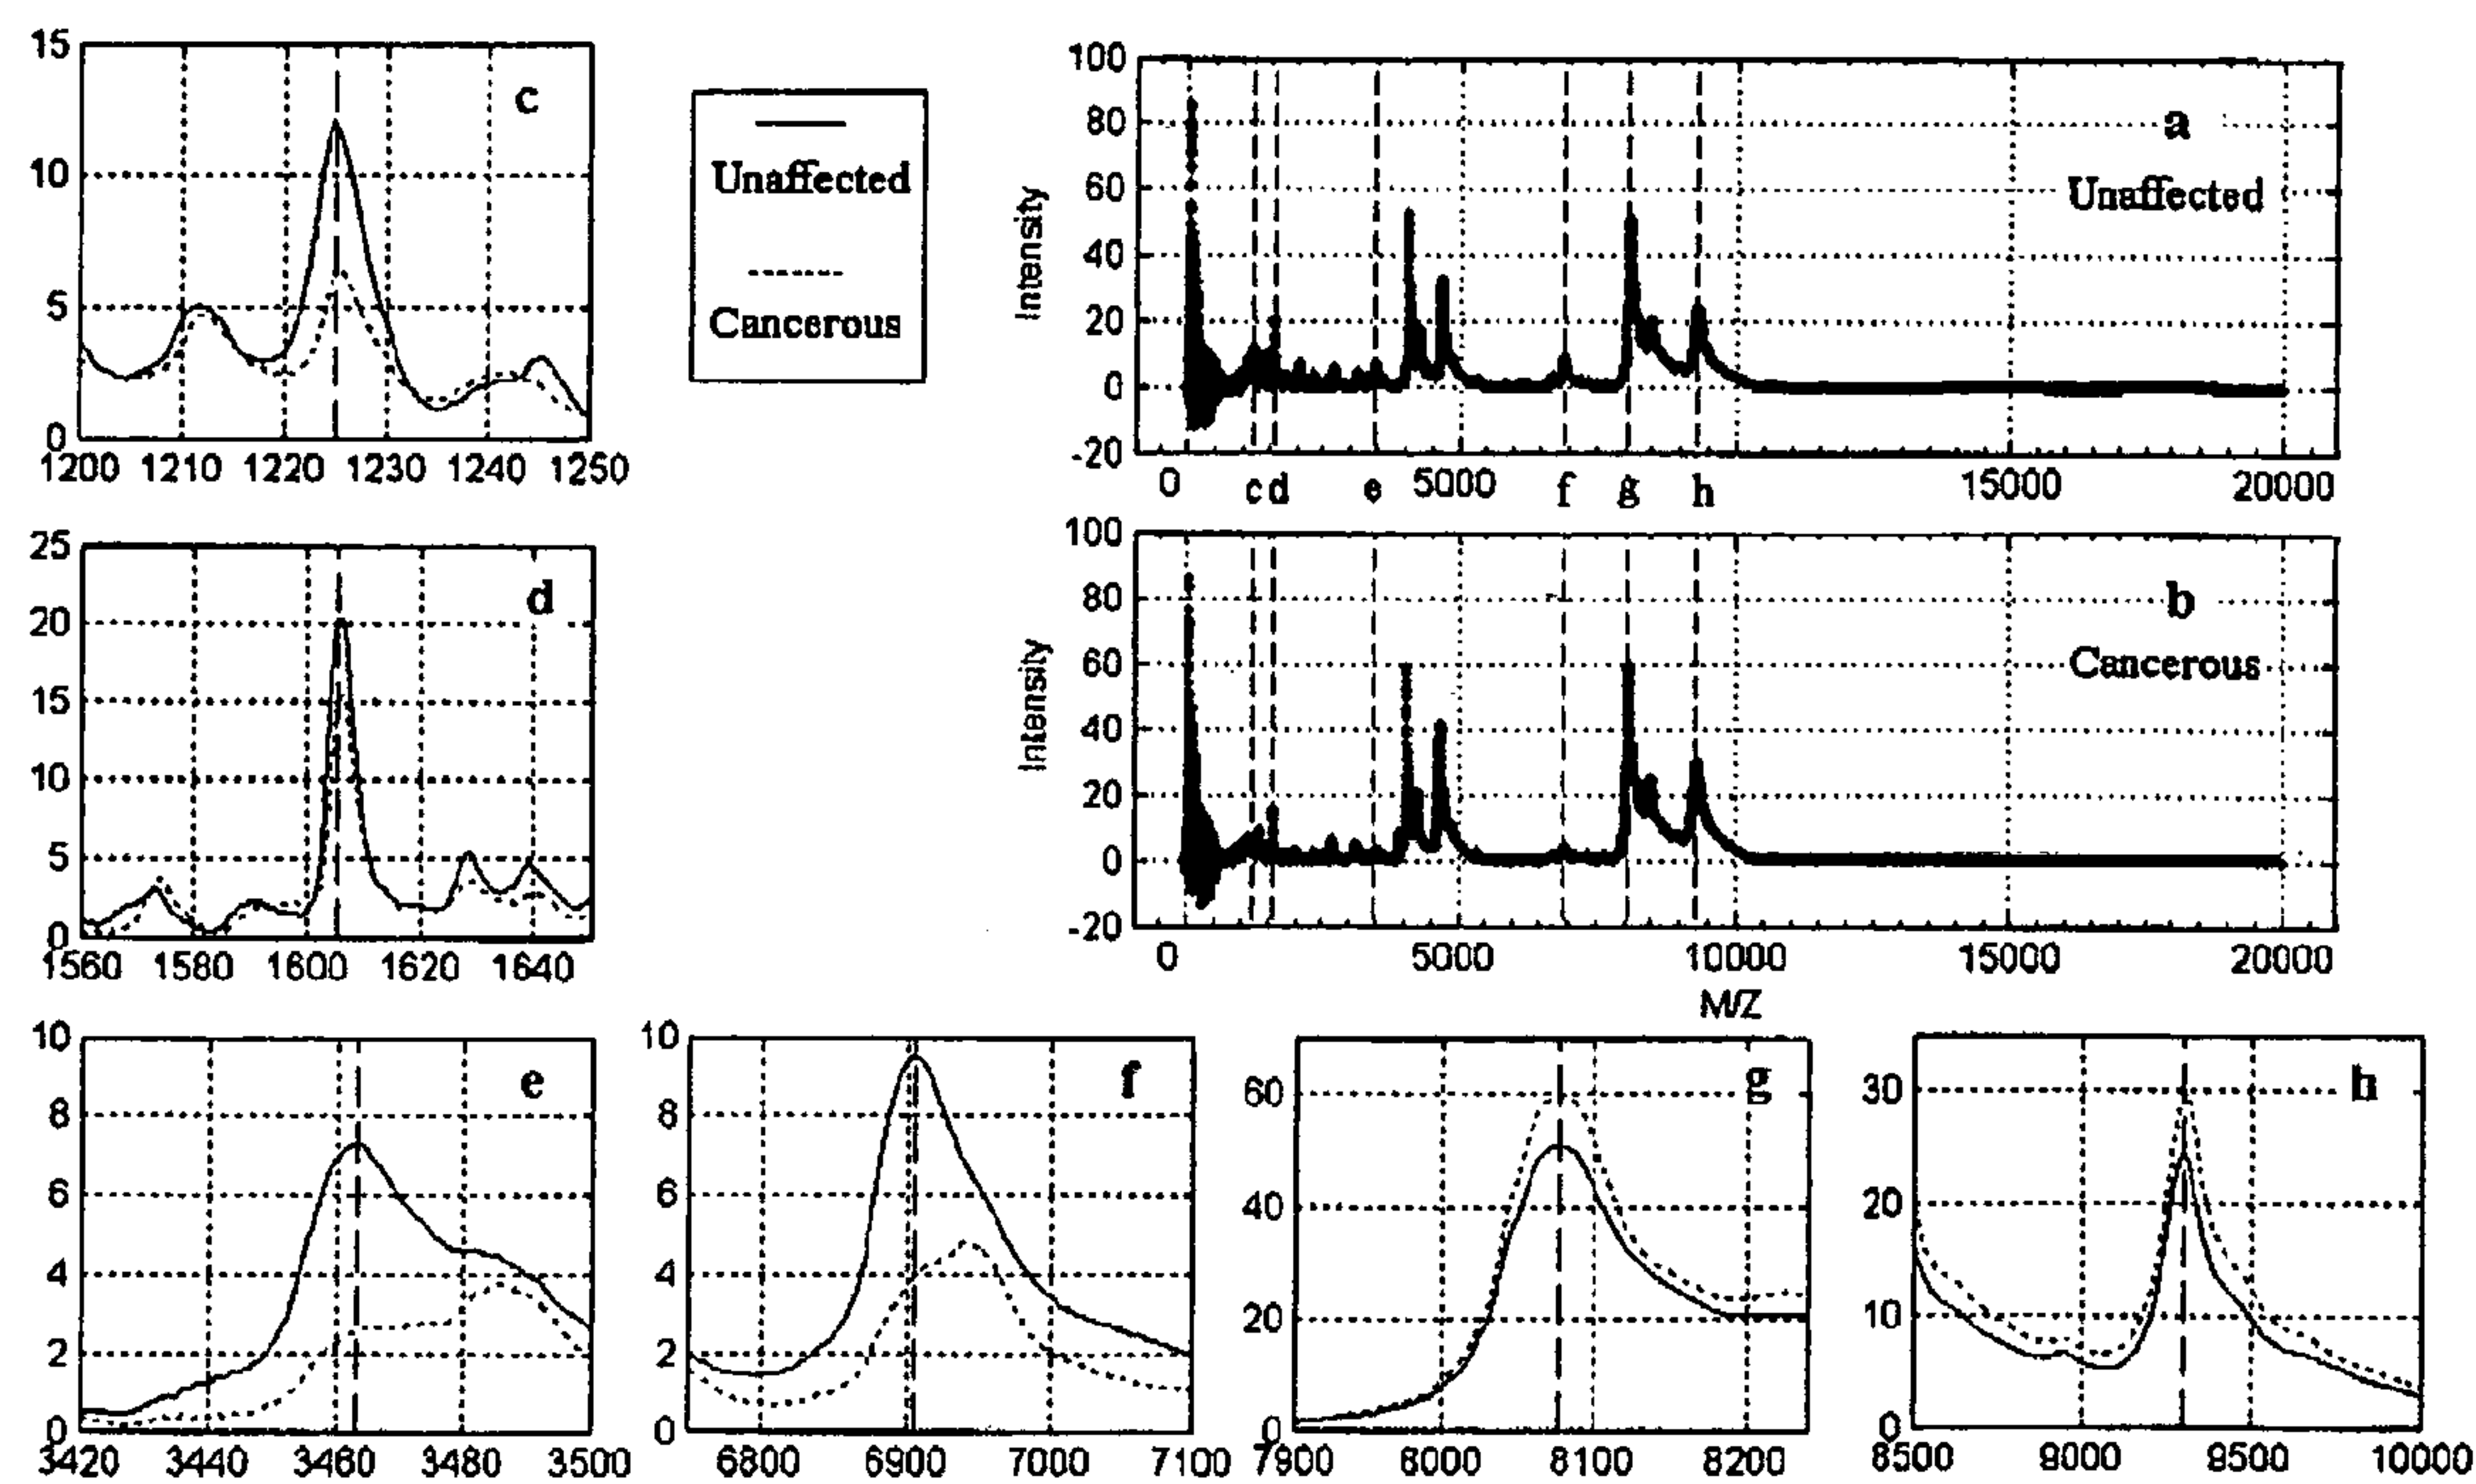 15
10
5
0
c
1200 1210 1220 1230 1240 1250
Unaffected
Cancerous
100
80
60
40
20
0
-20
Intensity
a
Unaffected
0 c d e 5000 f g h 15000 20000
25
20
15
10
5
0
d
1560 1580 1600 1620 1640
100
80
60
40
20
0
-20
Intensity
b
Cancerous
0 5000 10000 15000 20000
M/Z
10
8
6
4
2
0
e
3420 3440 3460 3480 3500
10
8
6
4
2
0
f
6800 6900 7000 7100
60
40
20
0
g
7900 8000 8100 8200
30
20
10
0
h
8500 9000 9500 10000